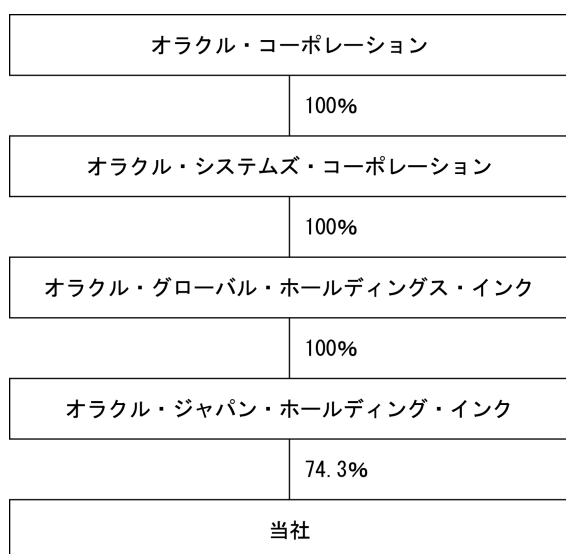 オラクル・コーポレーション
100%
オラクル・システムズ・コーポレーション
100%
オラクル・グローバル・ホールディングス・インク
100%
オラクル・ジャパン・ホールディング・インク
74.3%
当社